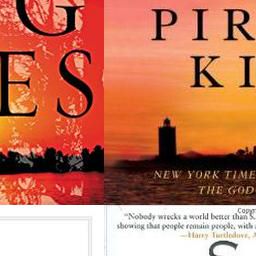 G
ES
PIR
KI
NEW YORK TIME
THE GOD
Copyri
"Nobody wrecks a world better than S.
showing that people remain people, with
—Harry Turtledove, A
S